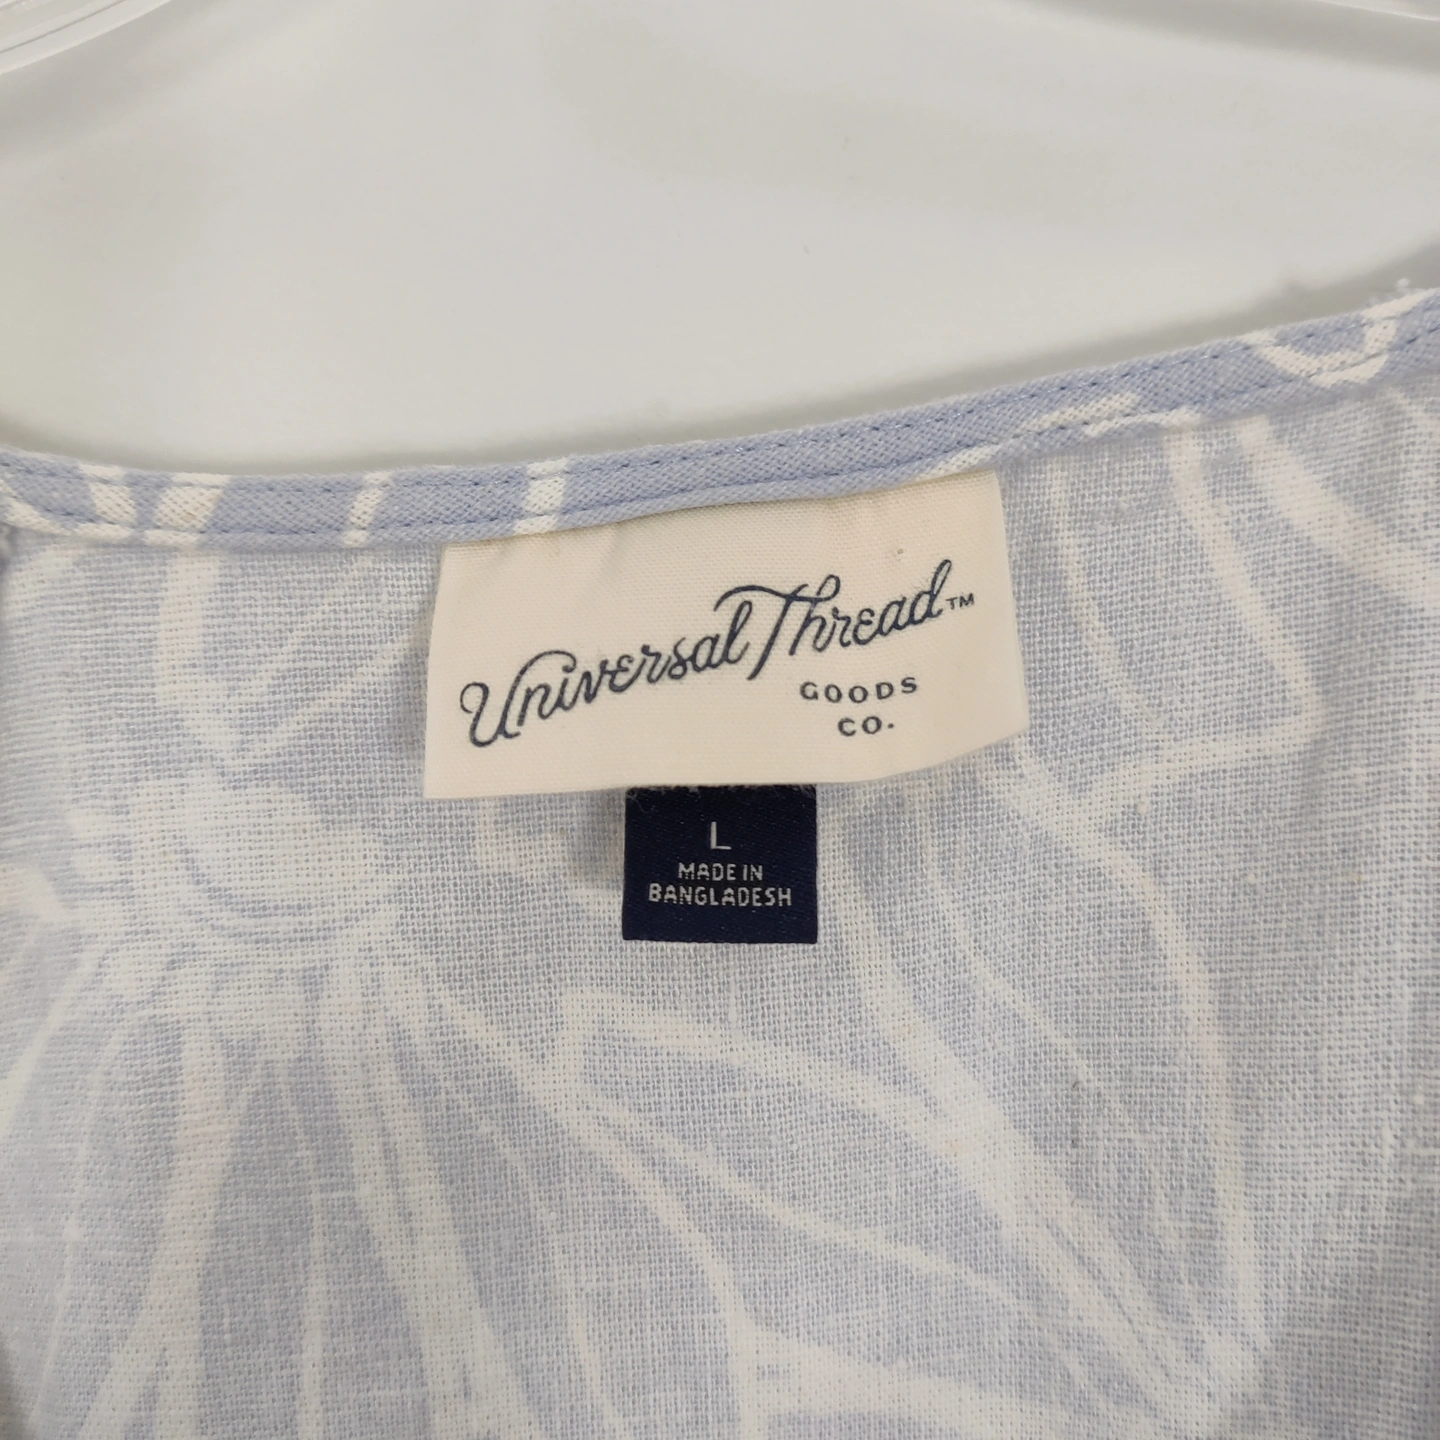 Universal Thread™
GOODS
CO.
L
MADE IN
BANGLADESH